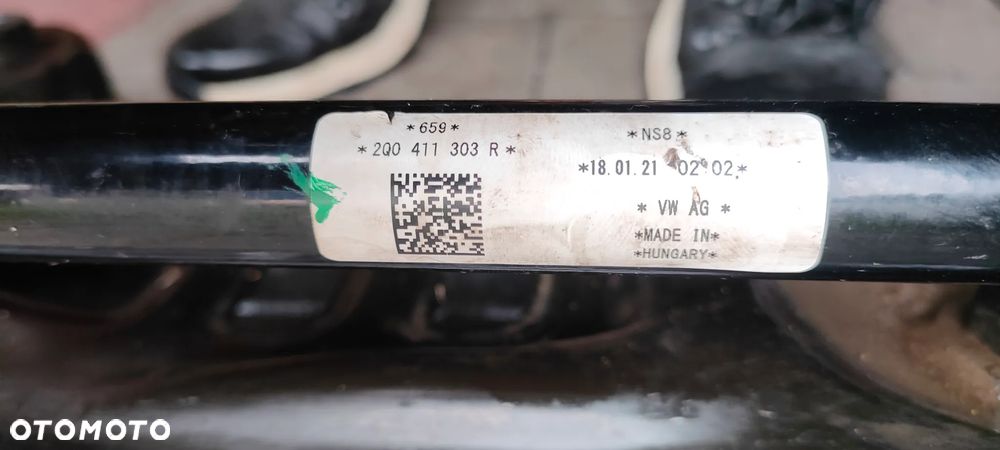 *659*
*2Q0 411 303 R*
*NS8*
*18.01.21 02 02*
* VW AG *
*MADE IN*
*HUNGARY*
OTOMOTO